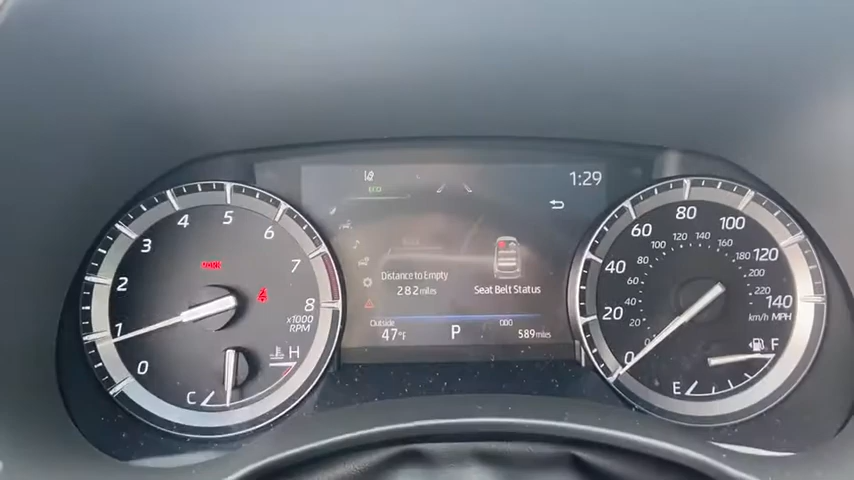 1:29
ECO
Distance to Empty
282 miles
Seat Belt Status
Outside
47°F
P
ODO
589 miles
0
1
2
3
4
5
6
7
8
x1000
RPM
C
H
0
20
40
60
80
100
120
140
20
40
60
80
100
120
140
160
180
200
220
km/h MPH
E
F